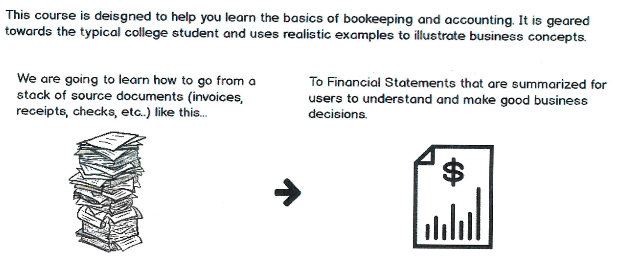 This course is deisgned to help you learn the basics of bookeeping and accounting. It is geared
towards the typical college student and uses realistic examples to illustrate business concepts.
We are going to learn how to go from a
stack of source documents (invoices,
receipts, checks, etc..) like this...
To Financial Statements that are summarized for
users to understand and make good business
decisions.
$